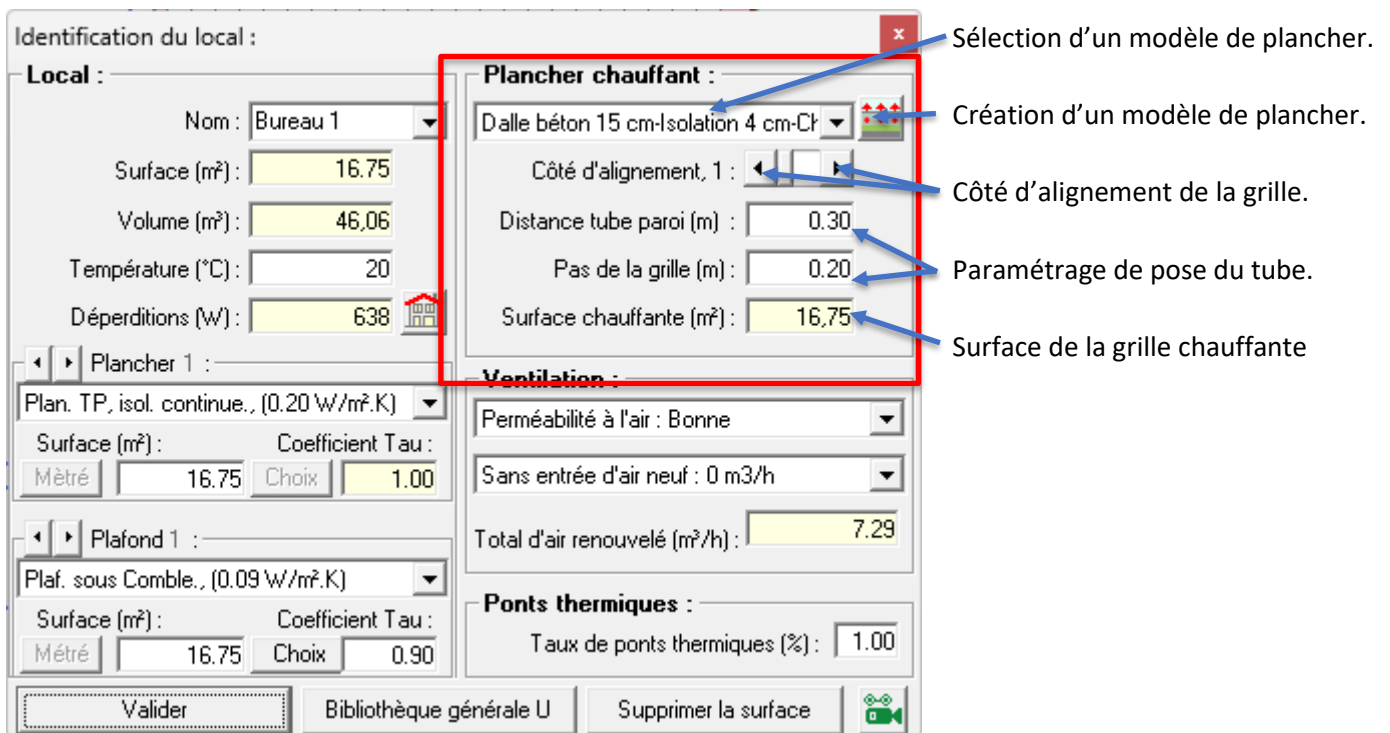 Identification du local :
x
Local :
Nom : Bureau 1
Surface (m²) : 16.75
Volume (m³) : 46,06
Température (°C) : 20
Déperditions (W) : 638
Plancher 1 :
Plan. TP, isol. continue., (0.20 W/m².K)
Surface (m²) : Coefficient Tau :
Mètré 16.75 Choix 1.00
Plafond 1 :
Plaf. sous Comble., (0.09 W/m².K)
Surface (m²) : Coefficient Tau :
Métré 16.75 Choix 0.90
Plancher chauffant :
Dalle béton 15 cm-Isolation 4 cm-Ch
Côté d'alignement, 1 :
Distance tube paroi (m) : 0.30
Pas de la grille (m) : 0.20
Surface chauffante (m²) : 16,75
Ventilation :
Perméabilité à l'air : Bonne
Sans entrée d'air neuf : 0 m3/h
Total d'air renouvelé (m³/h) : 7.29
Ponts thermiques :
Taux de ponts thermiques (%) : 1.00
Valider
Bibliothèque générale U
Supprimer la surface
Sélection d’un modèle de plancher.
Création d’un modèle de plancher.
Côté d’alignement de la grille.
Paramétrage de pose du tube.
Surface de la grille chauffante